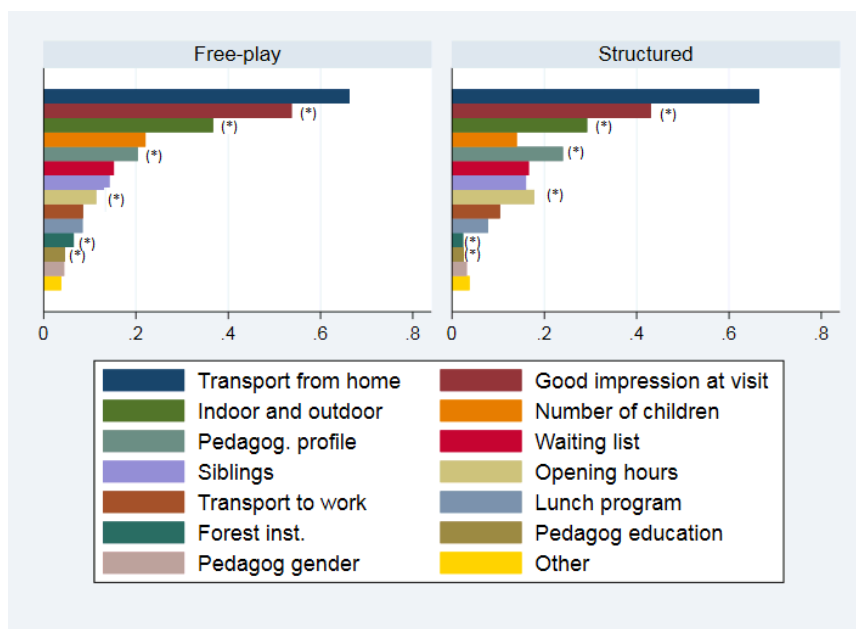 Free-play
Structured
(*)
(*)
(*)
(*)
(*)
(*)
(*)
(*)
(*)
(*)
(*)
(*)
0 .2 .4 .6 .8
0 .2 .4 .6 .8
Transport from home
Good impression at visit
Indoor and outdoor
Number of children
Pedagog. profile
Waiting list
Siblings
Opening hours
Transport to work
Lunch program
Forest inst.
Pedagog education
Pedagog gender
Other